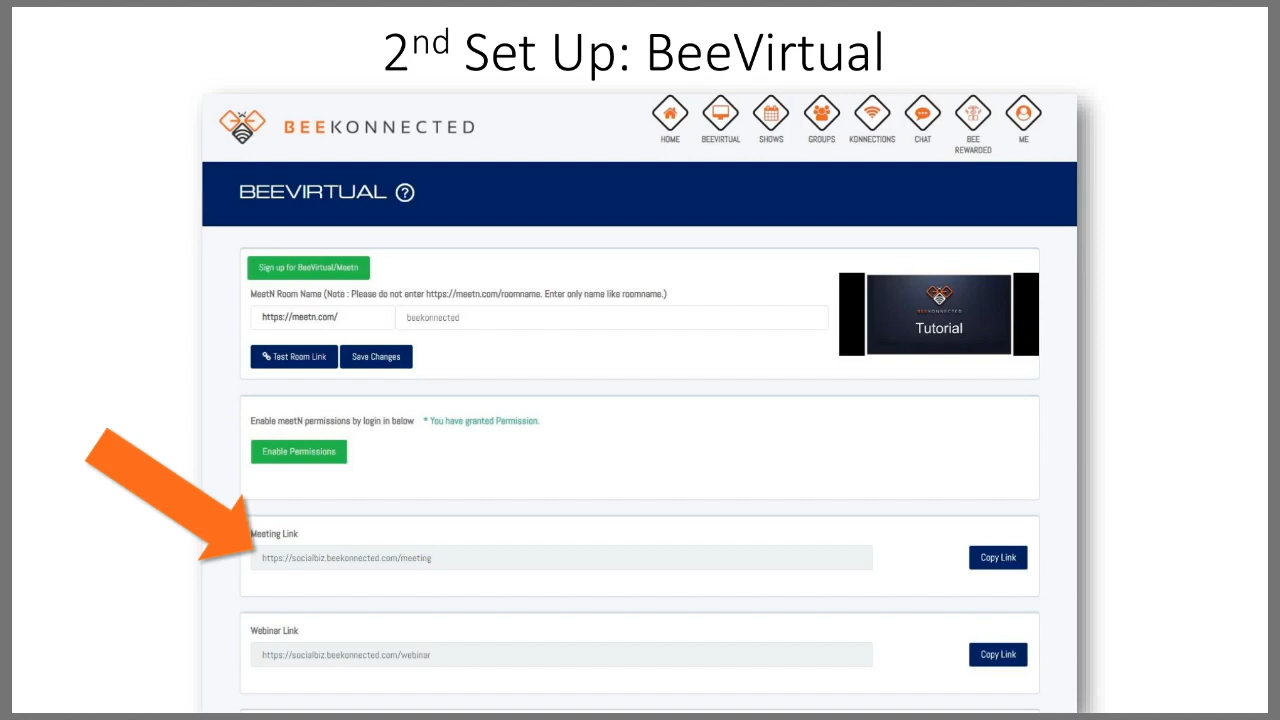 2nd Set Up: BeeVirtual
BEEKONNECTED
HOME BEEVIRTUAL SHOWS GROUPS KONNECTIONS CHAT BEE REWARDED ME
BEEVIRTUAL ?
Sign up for BeeVirtual/Meetn
MeetN Room Name (Note : Please do not enter https://meetn.com/roomname. Enter only name like roomname.)
https://meetn.com/ beekonnected
BEEKONNECTED
Tutorial
Test Room Link Save Changes
Enable meetN permissions by login in below * You have granted Permission.
Enable Permissions
Meeting Link
https://socialbiz.beekonnected.com/meeting Copy Link
Webinar Link
https://socialbiz.beekonnected.com/webinar Copy Link